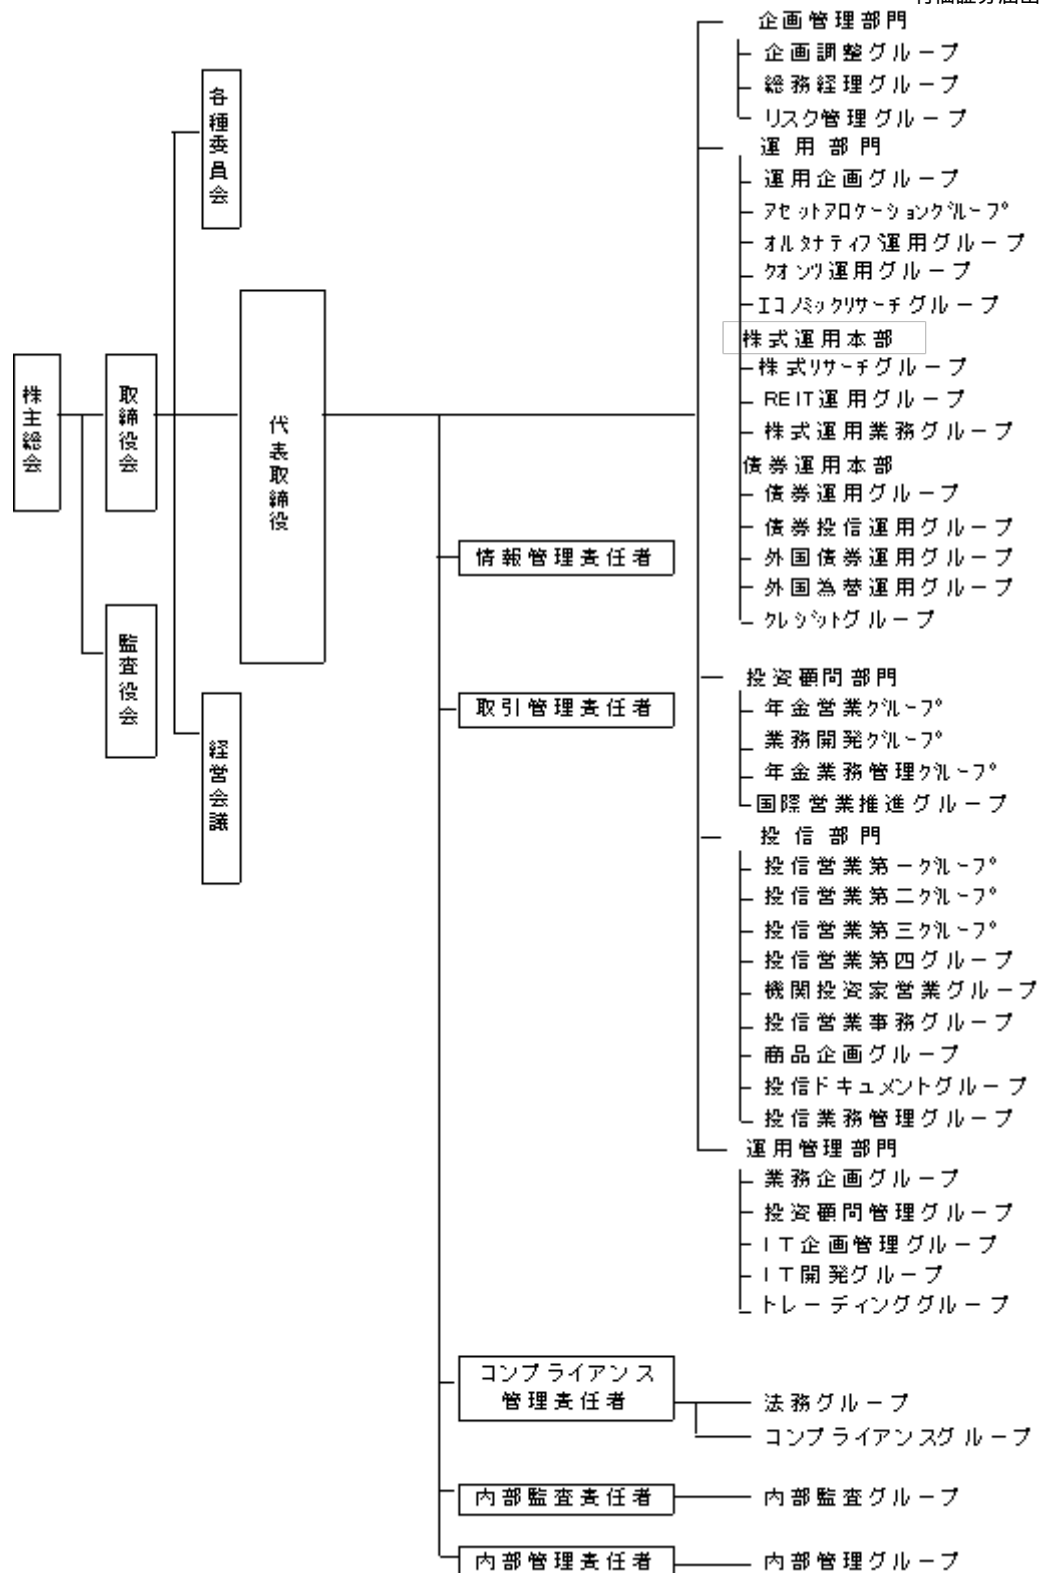 企画管理部門
企画調整グループ
総務経理グループ
リスク管理グループ
運用部門
運用企画グループ
アセットアロケーショングループ
オルタナティブ運用グループ
クオンツ運用グループ
エコノミックリサーチグループ
株式運用本部
株式リサーチグループ
REIT運用グループ
株式運用業務グループ
債券運用本部
債券運用グループ
債券投信運用グループ
外国債券運用グループ
外国為替運用グループ
クレジットグループ
投資顧問部門
年金営業グループ
業務開発グループ
年金業務管理グループ
国際営業推進グループ
投信部門
投信営業第一グループ
投信営業第二グループ
投信営業第三グループ
投信営業第四グループ
機関投資家営業グループ
投信営業事務グループ
商品企画グループ
投信ドキュメントグループ
投信業務管理グループ
運用管理部門
業務企画グループ
投資顧問管理グループ
IT企画管理グループ
IT開発グループ
トレーディンググループ
各種委員会
株主総会
取締役会
代表取締役
監査役会
経営会議
情報管理責任者
取引管理責任者
コンプライアンス
管理責任者
法務グループ
コンプライアンスグループ
内部監査責任者
内部監査グループ
内部管理責任者
内部管理グループ